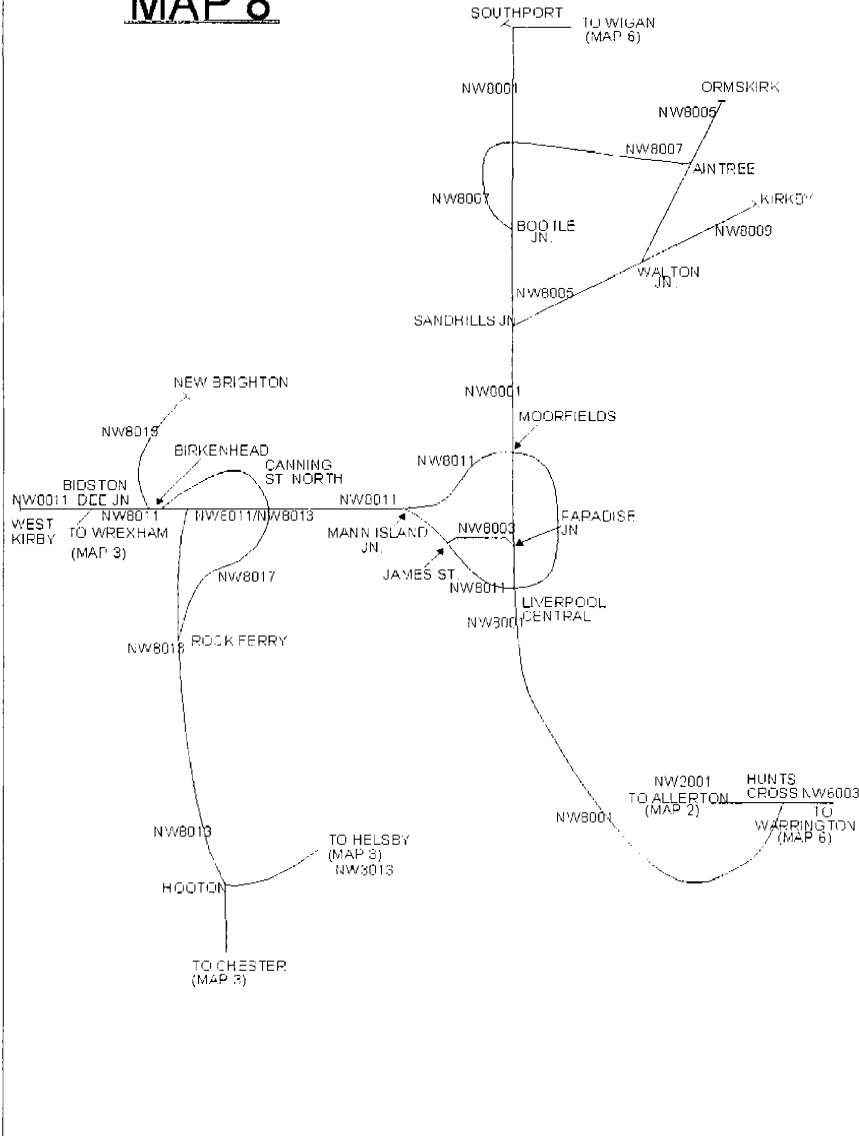 MAP 8
SOUTHPORT
TO WIGAN
(MAP 6)
NW8001
ORMSKIRK
NW8005
NW8007
AINTREE
NW8007
KIRKBY
BOOTLE
JN.
NW8009
WALTON
JN.
NW8005
SANDHILLS JN
NEW BRIGHTON
NW8001
MOORFIELDS
NW8015
BIRKENHEAD
CANNING
ST. NORTH
NW8011
BIDSTON
DEE JN
NW8011
NW8011
NW8011
NW8011/NW8013
WEST
KIRBY
TO WREXHAM
(MAP 3)
MANN ISLAND
JN.
NW8003
PARADISE
JN
JAMES ST.
NW8017
NW8011
LIVERPOOL
CENTRAL
NW8001
NW8013
ROCK FERRY
NW2001
TO ALLERTON
(MAP 2)
HUNTS
CROSS NW6003
TO
WARRINGTON
(MAP 6)
NW8001
NW8013
TO HELSBY
(MAP 3)
NW3013
HOOTON
TO CHESTER
(MAP 3)